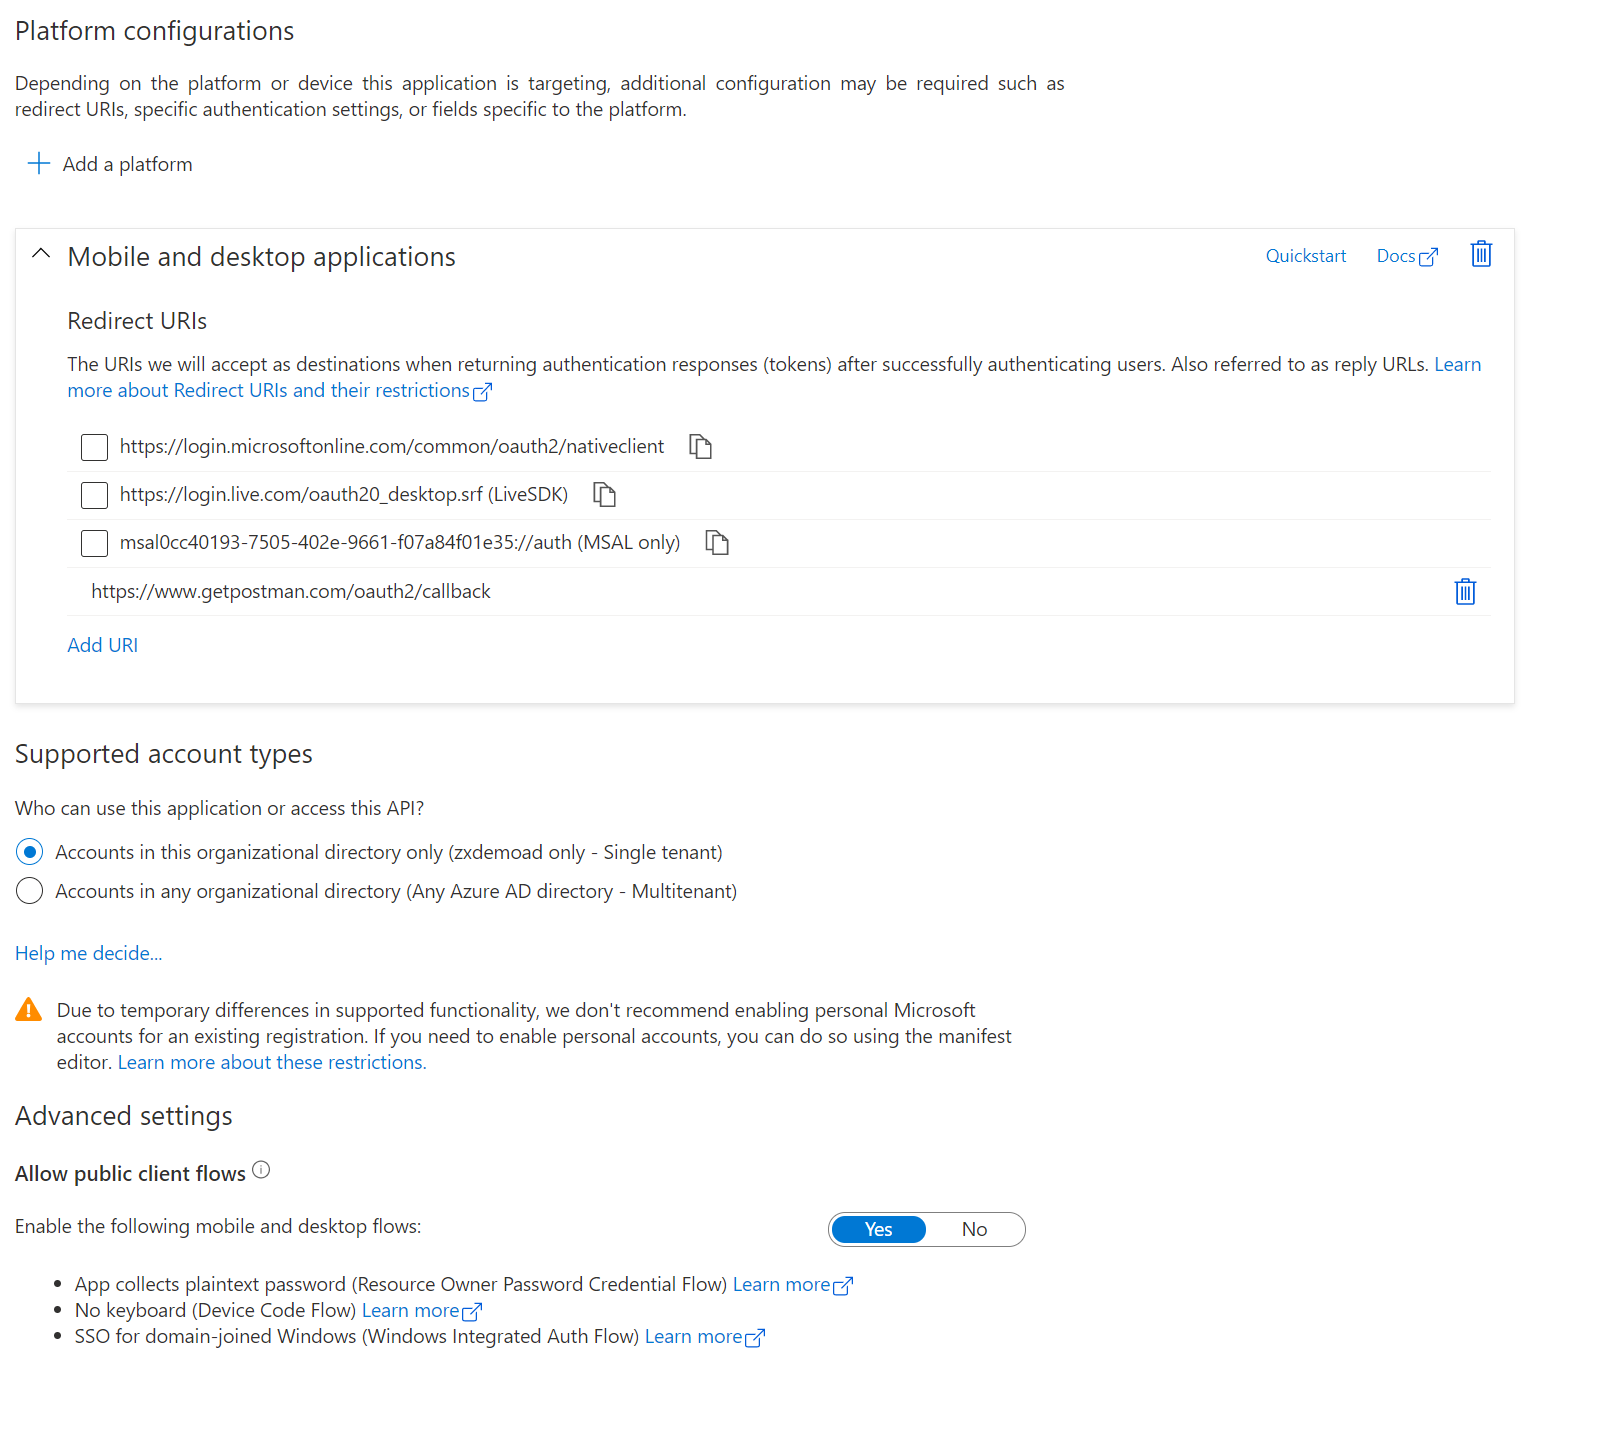 Platform configurations
Depending on the platform or device this application is targeting, additional configuration may be required such as
redirect URIs, specific authentication settings, or fields specific to the platform.
Add a platform
Mobile and desktop applications
Quickstart
Docs
Redirect URIs
The URIs we will accept as destinations when returning authentication responses (tokens) after successfully authenticating users. Also referred to as reply URLs. Learn
more about Redirect URIs and their restrictions
https://login.microsoftonline.com/common/oauth2/nativeclient
https://login.live.com/oauth20_desktop.srf (LiveSDK)
msal0cc40193-7505-402e-9661-f07a84f01e35://auth (MSAL only)
https://www.getpostman.com/oauth2/callback
Add URI
Supported account types
Who can use this application or access this API?
Accounts in this organizational directory only (zxdemoad only - Single tenant)
Accounts in any organizational directory (Any Azure AD directory - Multitenant)
Help me decide...
Due to temporary differences in supported functionality, we don't recommend enabling personal Microsoft
accounts for an existing registration. If you need to enable personal accounts, you can do so using the manifest
editor. Learn more about these restrictions.
Advanced settings
Allow public client flows
Enable the following mobile and desktop flows:
Yes
No
• App collects plaintext password (Resource Owner Password Credential Flow) Learn more
• No keyboard (Device Code Flow) Learn more
• SSO for domain-joined Windows (Windows Integrated Auth Flow) Learn more